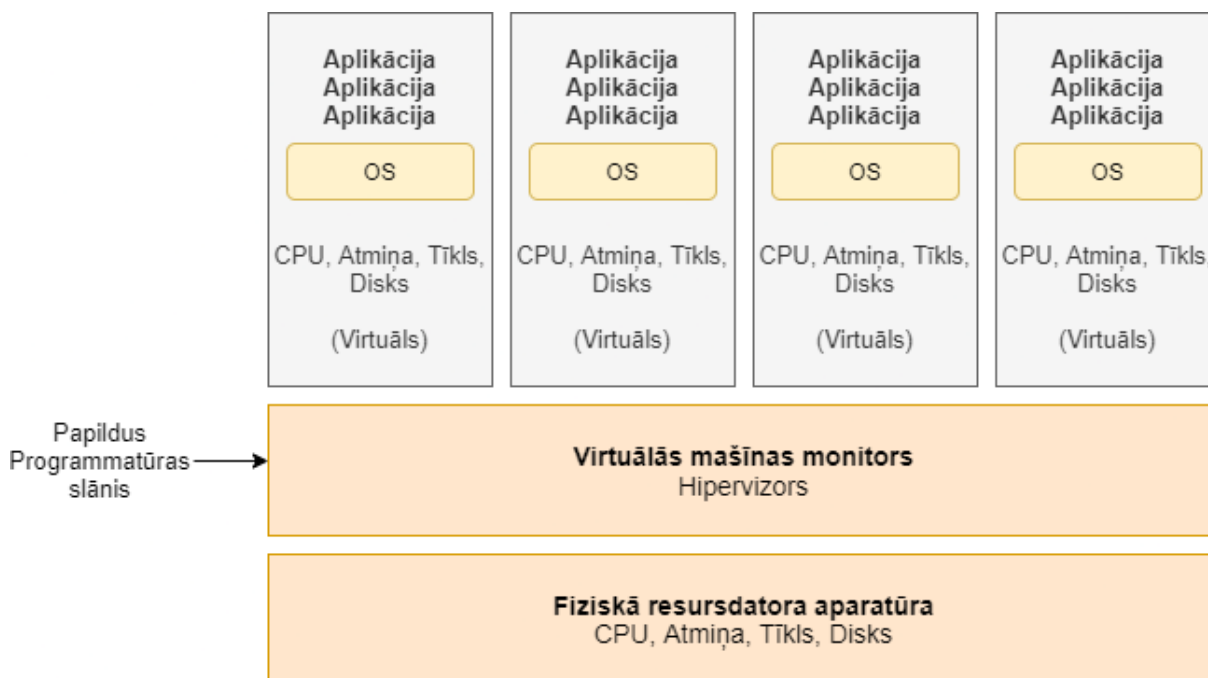 Aplikācija
Aplikācija
Aplikācija
OS
CPU, Atmiņa, Tīkls,
Disks
(Virtuāls)
Aplikācija
Aplikācija
Aplikācija
OS
CPU, Atmiņa, Tīkls,
Disks
(Virtuāls)
Aplikācija
Aplikācija
Aplikācija
OS
CPU, Atmiņa, Tīkls,
Disks
(Virtuāls)
Aplikācija
Aplikācija
Aplikācija
OS
CPU, Atmiņa, Tīkls,
Disks
(Virtuāls)
Papildus
Programmatūras
slānis
Virtuālās mašīnas monitors
Hipervizors
Fiziskā resursdatora aparatūra
CPU, Atmiņa, Tīkls, Disks